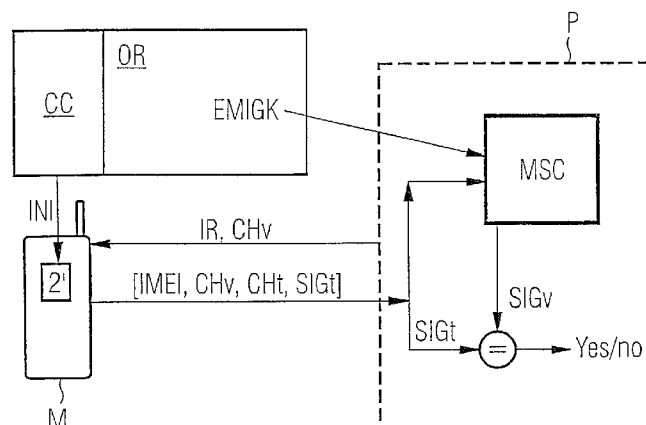 P
OR
CC
EMIGK
MSC
INI
IR, CHv
2'
[IMEI, CHv, CHt, SIGt]
SIGv
SIGt
=
Yes/no
M